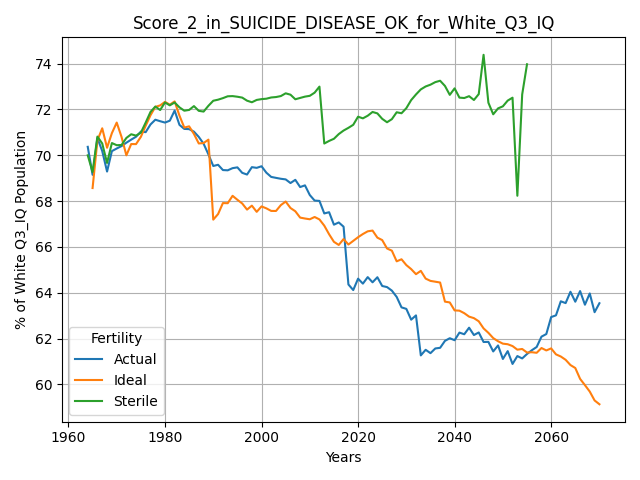 Score_2_in_SUICIDE_DISEASE_OK_for_White_Q3_IQ
% of White Q3_IQ Population
74
72
70
68
66
64
62
60
Fertility
Actual
Ideal
Sterile
1960
1980
2000
2020
2040
2060
Years